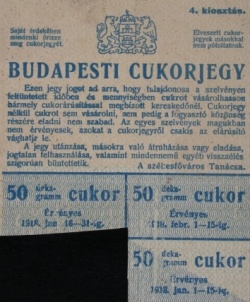 4. kiosztás.
Saját érdekében mindenki őrizze meg cukorjegyét.
Elveszett cukorjegyek utánlást nem pótoltatnak.
BUDAPESTI CUKORJEGY
Ezen jegy jogot ad arra, hogy tulajdonosa a szelvényen
feltüntetett időben és mennyiségben cukrot vásárolhasson
bármely cukorárusítással megbízott kereskedőnél. Cukorjegy
nélkül cukrot sem vásárolni, sem pedig a fogyasztó közönség
részére eladni nem szabad. Az egyes szelvények magukban
nem érvényesek, azokat a cukorjegyről csakis az elárusító
vághatja le.
A jegy utánzása, másokra való átruházása vagy eladása,
jogtalan felhasználása, valamint mindennemű egyéb visszaélés
szigorúan büntettetik.
A székesfőváros Tanácsa.
50 deka-gramm cukor
Érvényes
1918. jan 16—31-ig.
50 deka-gramm cukor
Érvényes
1918. febr. 1—15-ig.
50 deka-gramm cukor
Érvényes
1918. jan. 1—15-ig.